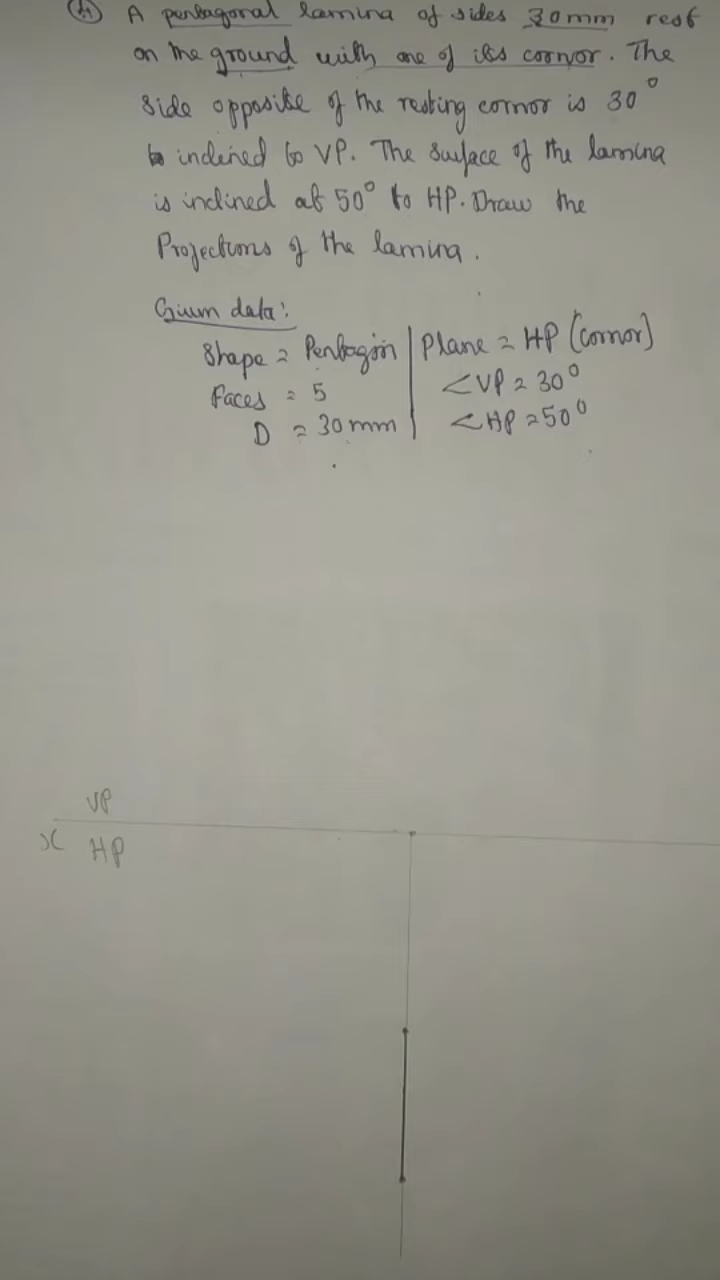 (4) A pentagonal lamina of sides 30mm rest
on the ground with one of its cornor. The
side opposite of the resting cornor is 30°
inclined to VP. The surface of the lamina
is inclined at 50° to HP. Draw the
Projections of the lamina.
Given data:
Shape = Pentagon
Faces = 5
D = 30mm
Plane = HP (cornor)
<VP = 30°
<HP = 50°
VP
X HP